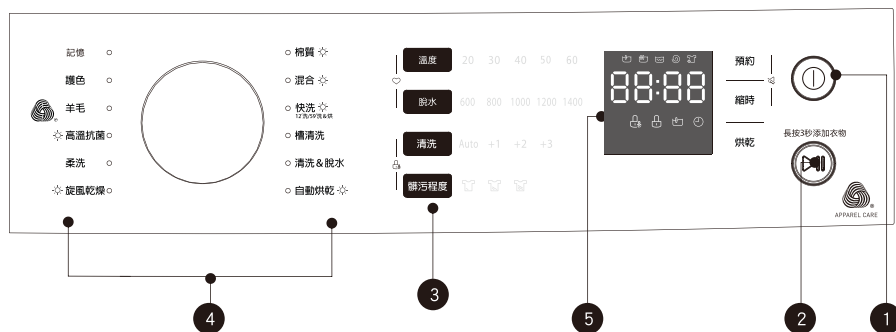 記憶
護色
羊毛
高溫抗菌
柔洗
旋風乾燥
棉質
混合
快洗
12'洗/59'洗&烘
槽清洗
清洗&脫水
自動烘乾
溫度 20 30 40 50 60
脫水 600 800 1000 1200 1400
清洗 Auto +1 +2 +3
髒污程度
88:88
預約
縮時
烘乾
長按3秒添加衣物
APPAREL CARE
4
3
5
2
1